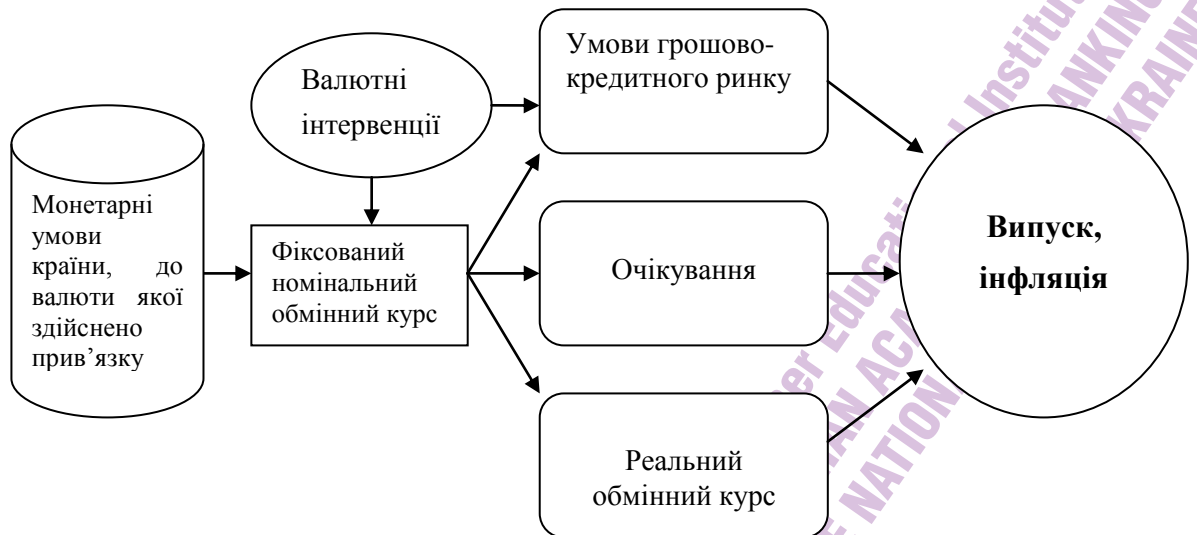 Умови грошово-
кредитного ринку
Валютні
інтервенції
Монетарні
умови
країни, до
валюти якої
здійснено
прив’язку
Фіксований
номінальний
обмінний курс
Очікування
Випуск,
інфляція
Реальний
обмінний курс